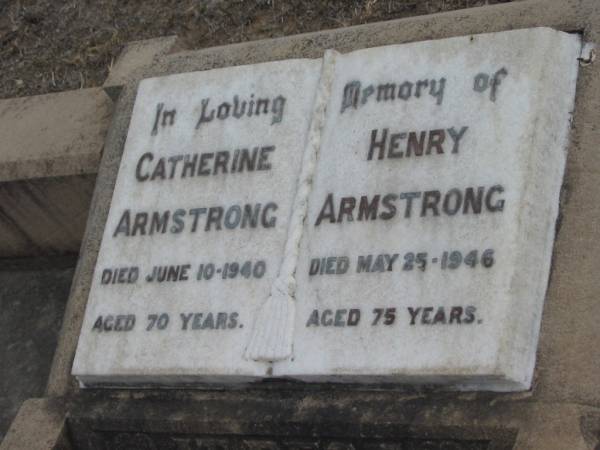 In Loving Memory of
CATHERINE
ARMSTRONG
DIED JUNE 10-1940
AGED 70 YEARS.
HENRY
ARMSTRONG
DIED MAY 25-1946
AGED 75 YEARS.